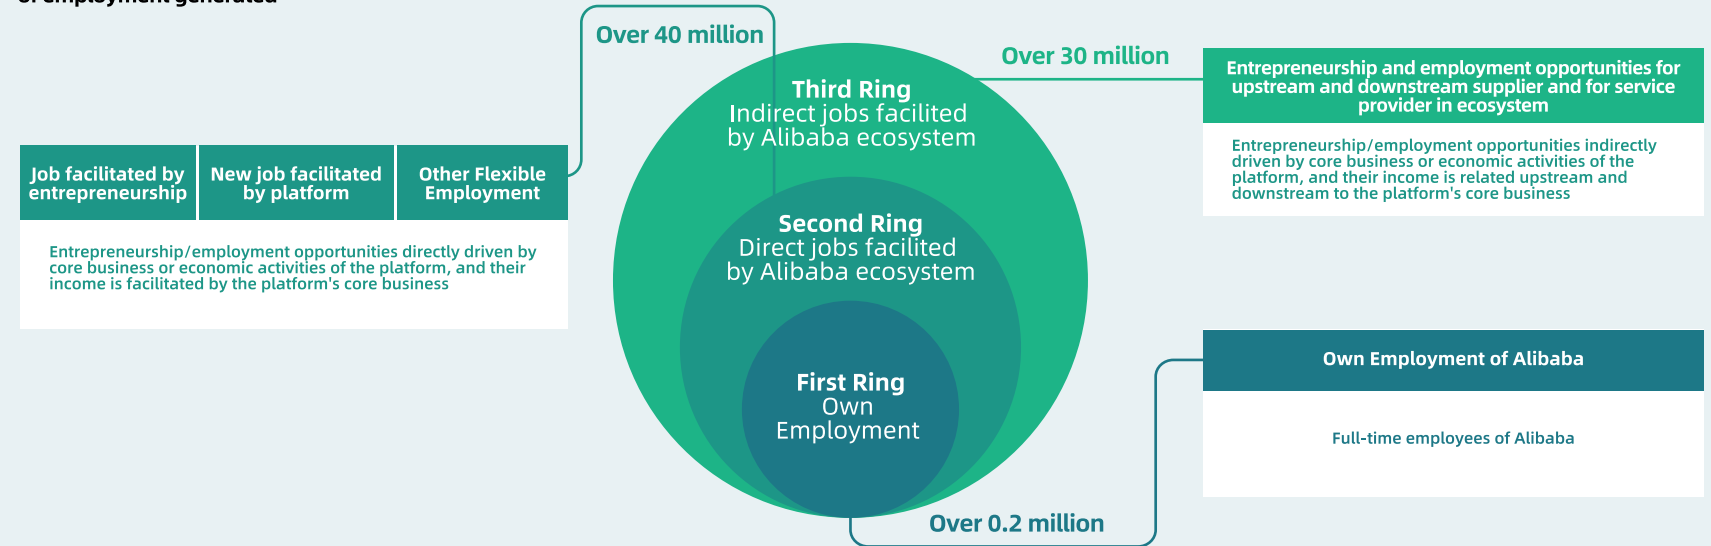 of employment generated
Over 40 million
Over 30 million
Entrepreneurship and employment opportunities for
upstream and downstream supplier and for service
provider in ecosystem
Entrepreneurship/employment opportunities indirectly
driven by core business or economic activities of the
platform, and their income is related upstream and
downstream to the platform's core business
Third Ring
Indirect jobs facilited
by Alibaba ecosystem
Job facilitated by
entrepreneurship
New job facilitated
by platform
Other Flexible
Employment
Entrepreneurship/employment opportunities directly driven by
core business or economic activities of the platform, and their
income is facilitated by the platform's core business
Second Ring
Direct jobs facilited
by Alibaba ecosystem
First Ring
Own
Employment
Own Employment of Alibaba
Full-time employees of Alibaba
Over 0.2 million